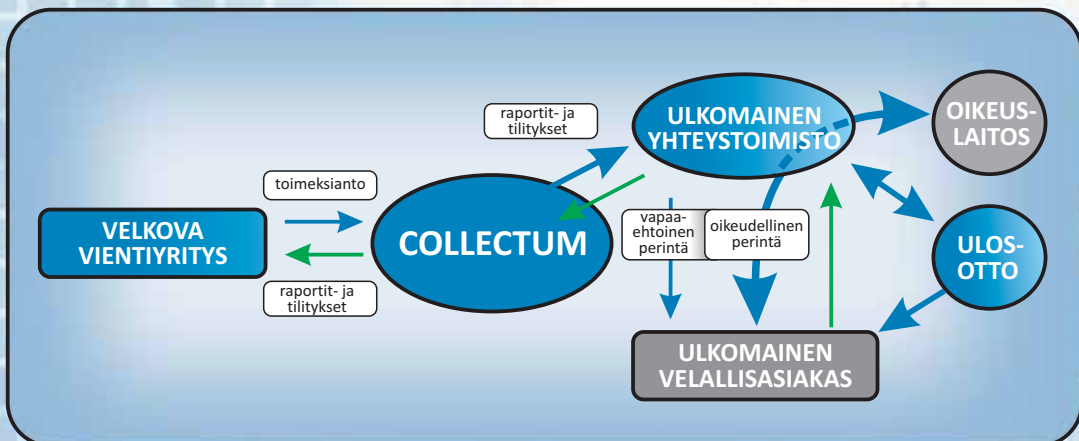 VELKOVA
VIENTIYRITYS
toimeksianto
raportit- ja
tilitykset
COLLECTUM
raportit- ja
tilitykset
ULKOMAINEN
YHTEYSTOIMISTO
vapaa-
ehtoinen
perintä
oikeudellinen
perintä
OIKEUS-
LAITOS
ULOS-
OTTO
ULKOMAINEN
VELALLISASIAKAS